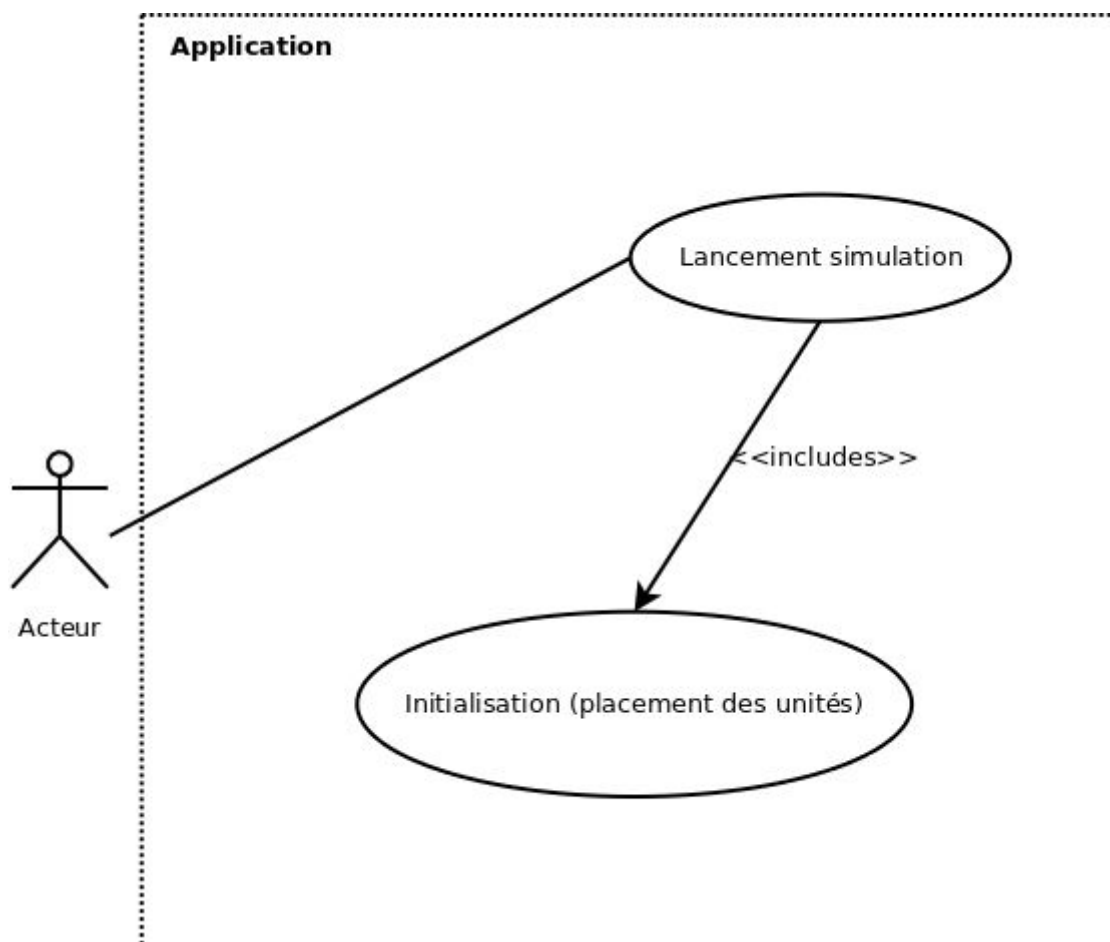 Application
Lancement simulation
<<includes>>
Acteur
Initialisation (placement des unités)